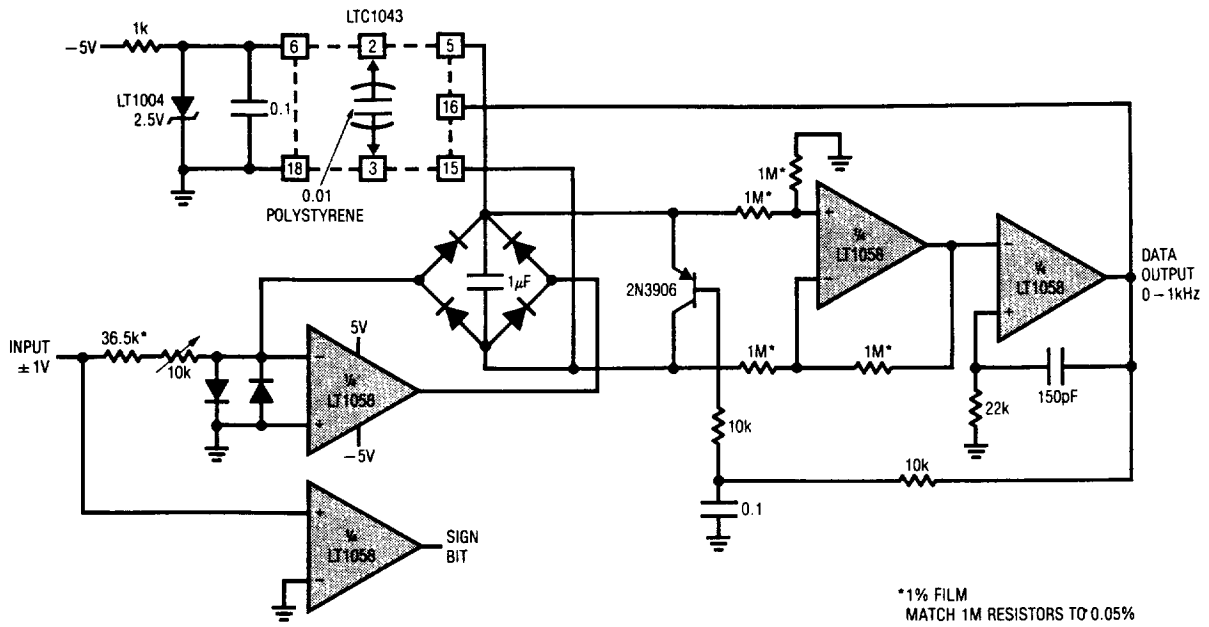 LTC1043
1k
−5V
6
2
5
LT1004
2.5V
0.1
16
18
3
15
0.01
POLYSTYRENE
1M*
1M*
+
−
¼
LT1058
−
+
¼
LT1058
DATA
OUTPUT
0 – 1kHz
1µF
2N3906
INPUT
± 1V
36.5k*
10k
5V
−
+
¼
LT1058
−5V
1M*
1M*
150pF
22k
10k
10k
0.1
+
−
¼
LT1058
SIGN
BIT
*1% FILM
MATCH 1M RESISTORS TO 0.05%